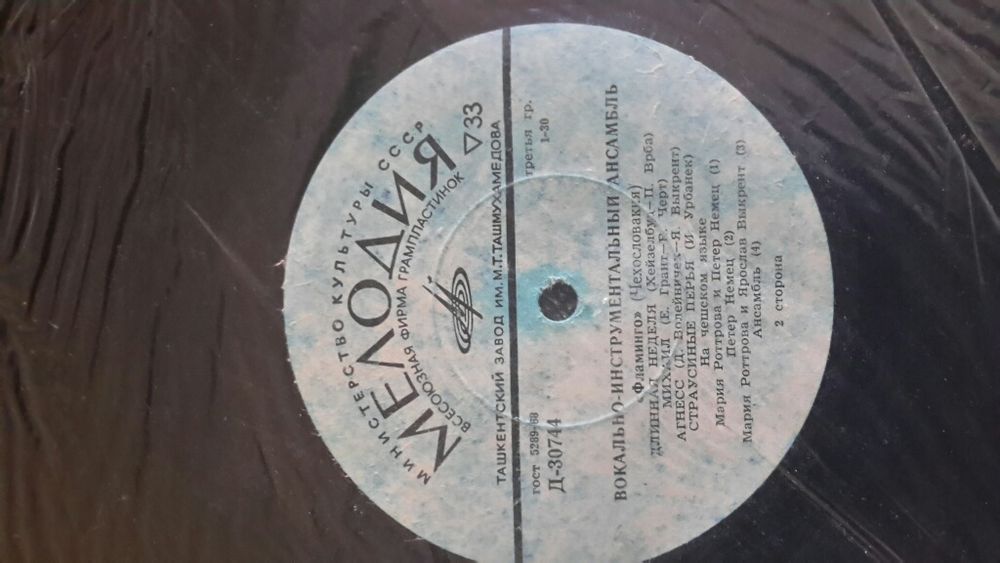 МИНИСТЕРСТВО КУЛЬТУРЫ СССР
МЕЛОДИЯ
ВСЕСОЮЗНАЯ ФИРМА ГРАМПЛАСТИНОК
33
ТАШКЕНТСКИЙ ЗАВОД ИМ. М.Т.ТАШМУХАМЕДОВА
ГОСТ 5289-68
третья гр.
Д-30744
1-30
ВОКАЛЬНО-ИНСТРУМЕНТАЛЬНЫЙ АНСАМБЛЬ
«Фламинго» (Чехословакия)
ДЛИННАЯ НЕДЕЛЯ (Хейзелбуд-П. Врба)
МИХАИЛ (Е. Грант-Р. Черт)
АГНЕСС (Д. Волейничек-Я. Выкрент)
СТРАУСИНЫЕ ПЕРЬЯ (И Урбанек)
На чешском языке
Мария Роттрова и Петер Немец (1)
Петер Немец (2)
Мария Роттрова и Ярослав Выкрент (3)
Ансамбль (4)
2 сторона